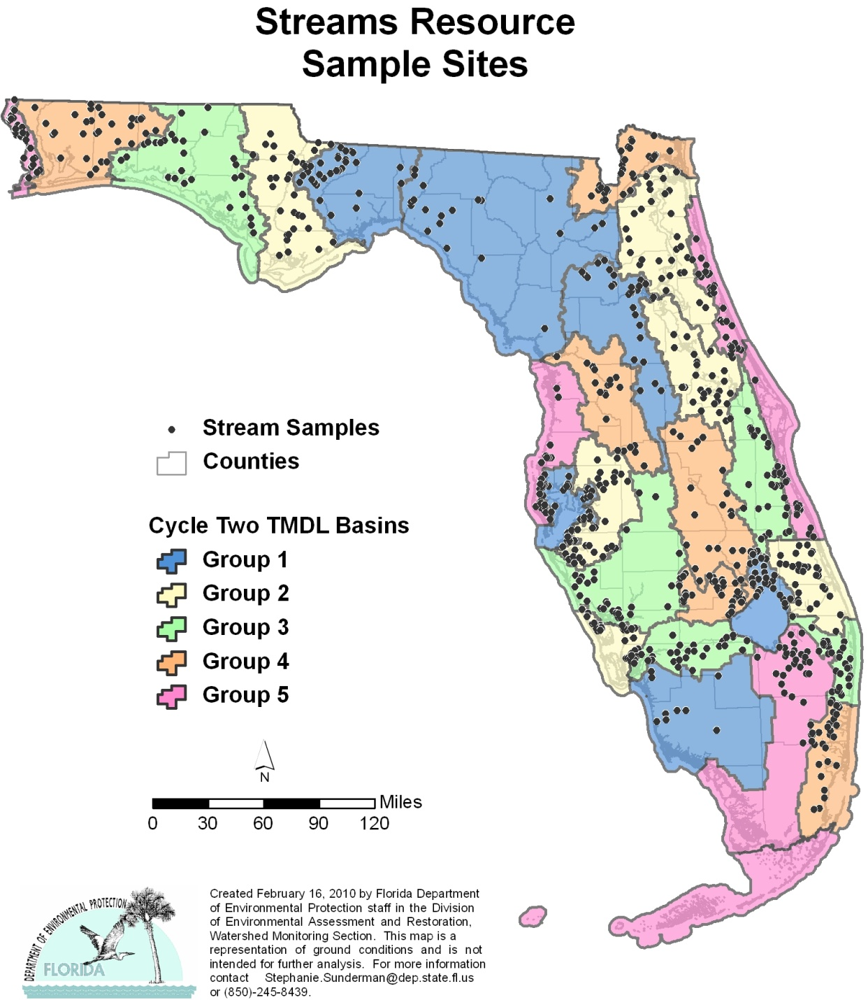 Streams Resource
Sample Sites
Stream Samples
Counties
Cycle Two TMDL Basins
Group 1
Group 2
Group 3
Group 4
Group 5
N
Miles
0 30 60 90 120
DEPARTMENT OF ENVIRONMENTAL PROTECTION
FLORIDA
Created February 16, 2010 by Florida Department
of Environmental Protection staff in the Division
of Environmental Assessment and Restoration,
Watershed Monitoring Section. This map is a
representation of ground conditions and is not
intended for further analysis. For more information
contact Stephanie.Sunderman@dep.state.fl.us
or (850)-245-8439.